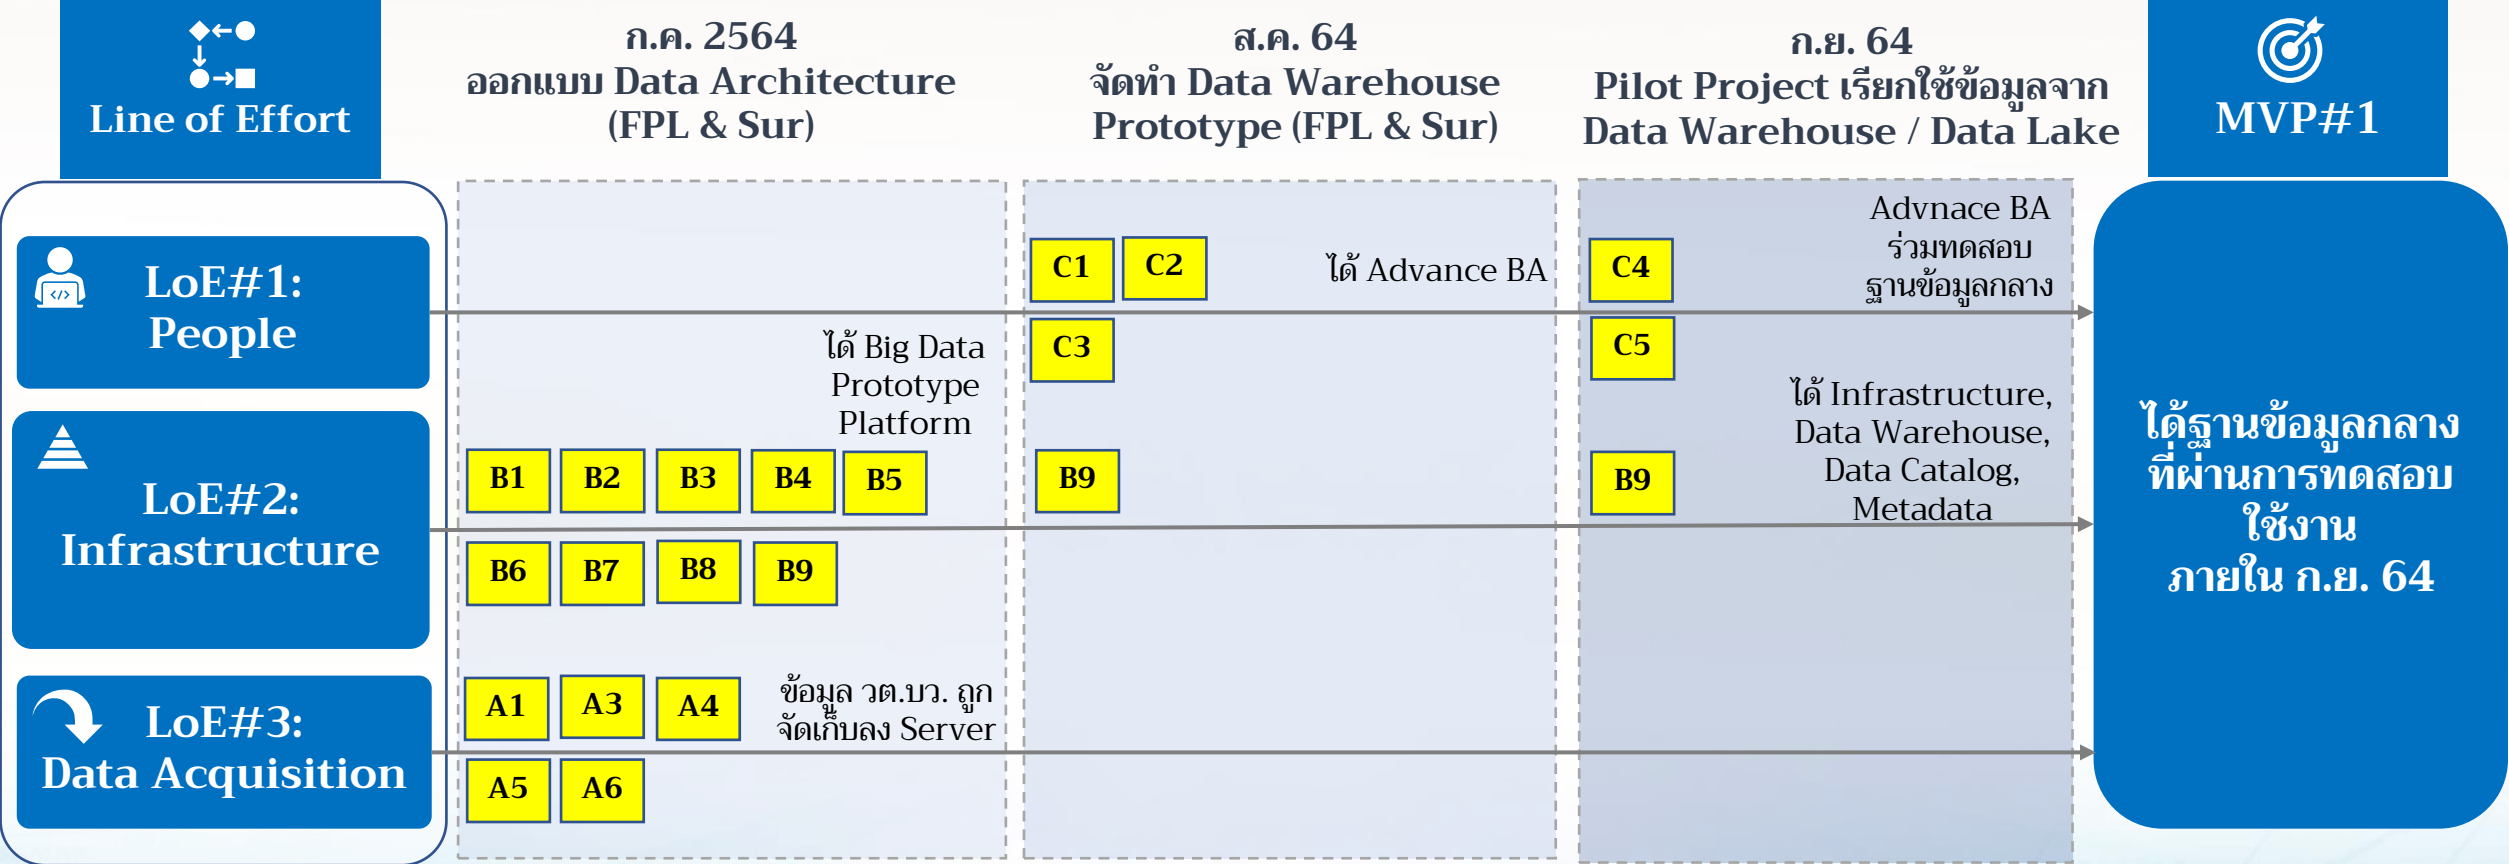 Line of Effort
ก.ค. 2564
ออกแบบ Data Architecture
(FPL & Sur)
ส.ค. 64
จัดทำ Data Warehouse
Prototype (FPL & Sur)
ก.ย. 64
Pilot Project เรียกใช้ข้อมูลจาก
Data Warehouse / Data Lake
MVP#1
LoE#1:
People
C1
C2
ได้ Advance BA
C3
C4
Advnace BA
ร่วมทดสอบ
ฐานข้อมูลกลาง
C5
LoE#2:
Infrastructure
ได้ Big Data
Prototype
Platform
B1
B2
B3
B4
B5
B6
B7
B8
B9
B9
B9
ได้ Infrastructure,
Data Warehouse,
Data Catalog,
Metadata
LoE#3:
Data Acquisition
A1
A3
A4
ข้อมูล วต.บว. ถูก
จัดเก็บลง Server
A5
A6
ได้ฐานข้อมูลกลาง
ที่ผ่านการทดสอบ
ใช้งาน
ภายใน ก.ย. 64